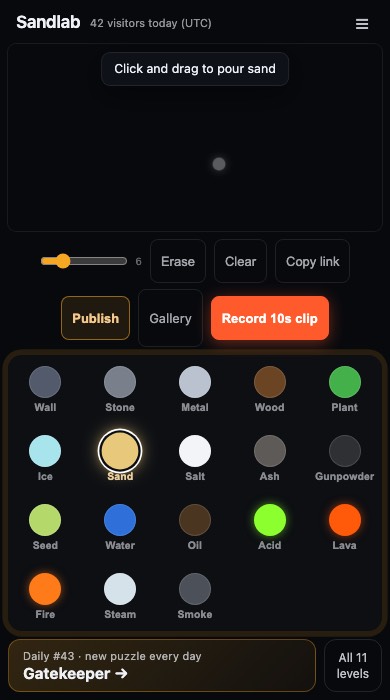 Sandlab 42 visitors today (UTC)
Click and drag to pour sand
6 Erase Clear Copy link
Publish Gallery Record 10s clip
Wall Stone Metal Wood Plant
Ice Sand Salt Ash Gunpowder
Seed Water Oil Acid Lava
Fire Steam Smoke
Daily #43 · new puzzle every day
Gatekeeper →
All 11
levels